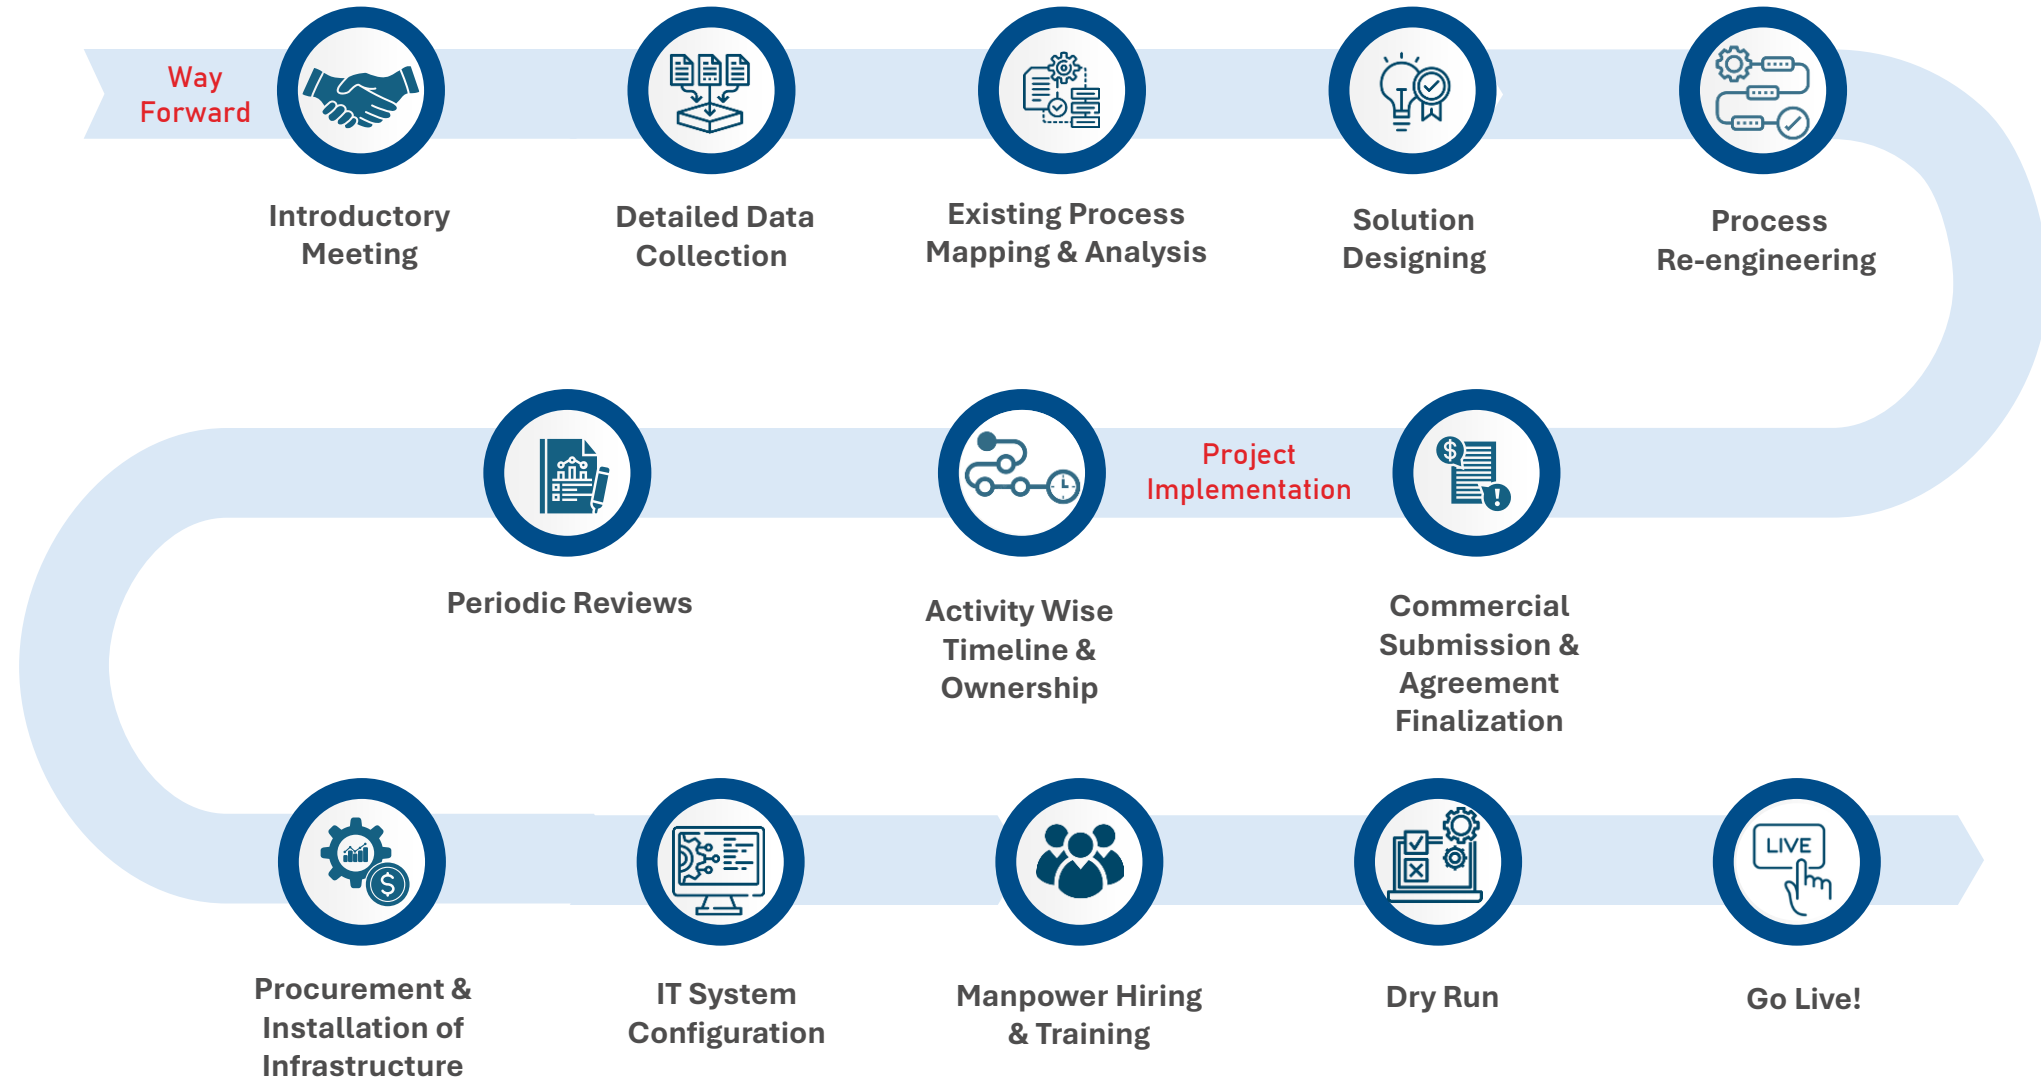 Way
Forward
Introductory
Meeting
Detailed Data
Collection
Existing Process
Mapping & Analysis
Solution
Designing
Process
Re-engineering
Project
Implementation
$
!
Commercial
Submission &
Agreement
Finalization
Activity Wise
Timeline &
Ownership
Periodic Reviews
$
Procurement &
Installation of
Infrastructure
IT System
Configuration
Manpower Hiring
& Training
Dry Run
LIVE
Go Live!